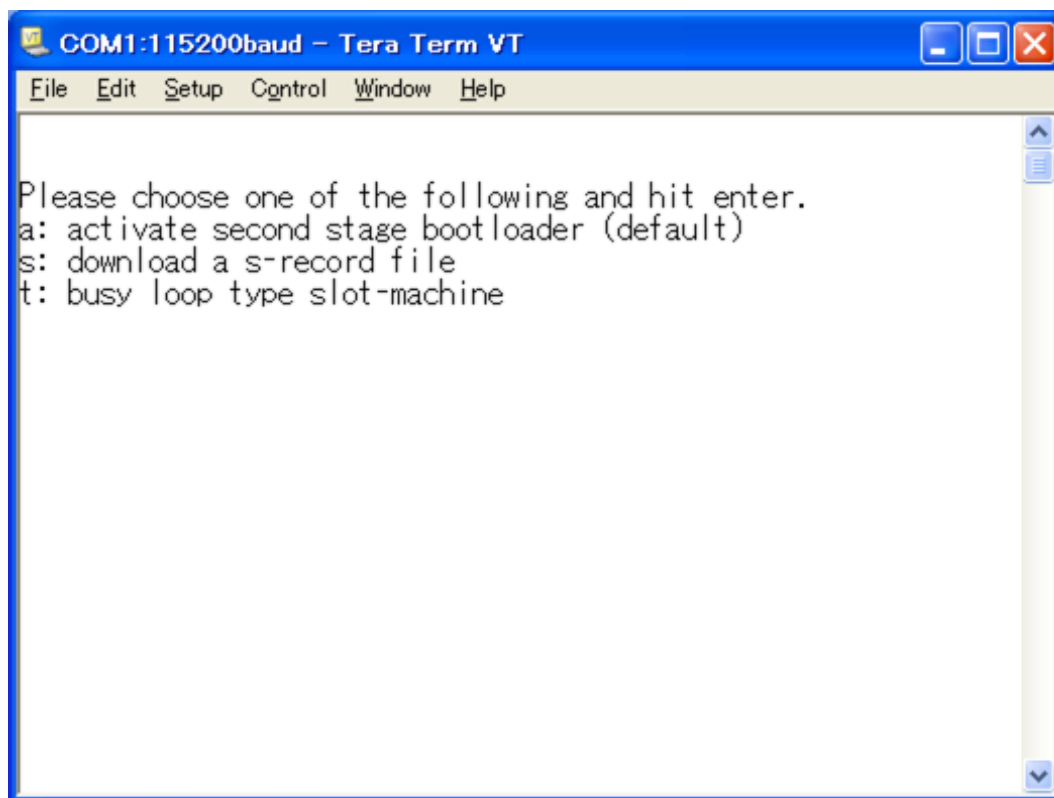 COM1:115200baud – Tera Term VT
File Edit Setup Control Window Help
Please choose one of the following and hit enter.
a: activate second stage bootloader (default)
s: download a s-record file
t: busy loop type slot-machine